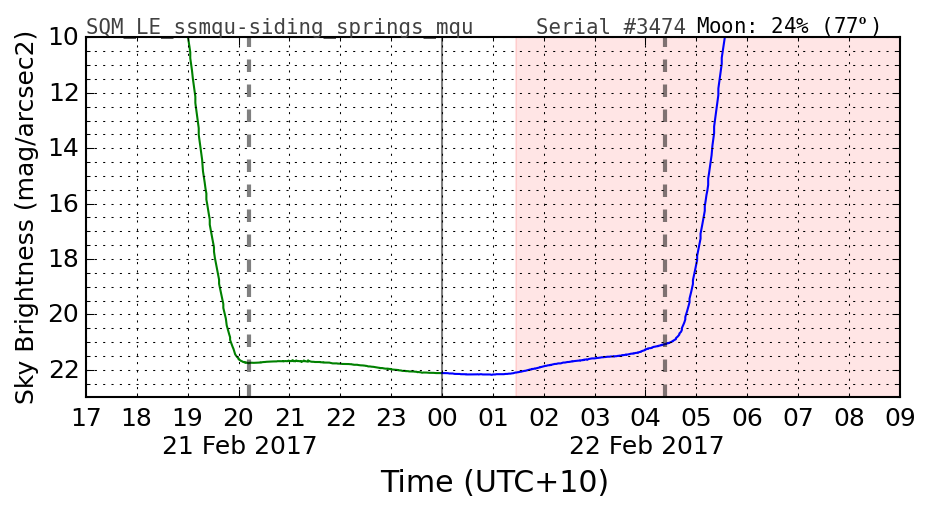 SQM_LE_ssmqu-siding_springs_mqu Serial #3474 Moon: 24% (77°)
Sky Brightness (mag/arcsec2)
10
12
14
16
18
20
22
17 18 19 20 21 22 23 00 01 02 03 04 05 06 07 08 09
21 Feb 2017 22 Feb 2017
Time (UTC+10)